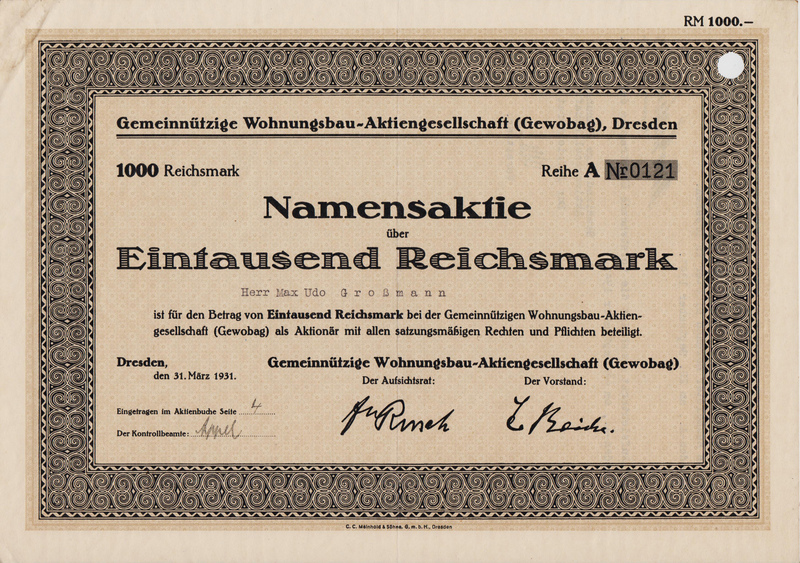 RM 1000.–
Gemeinnützige Wohnungsbau-Aktiengesellschaft (Gewobag), Dresden
1000 Reichsmark Reihe A Nr 0121
Namensaktie
über
Eintausend Reichsmark
Herr Max Udo Großmann
ist für den Betrag von Eintausend Reichsmark bei der Gemeinnützigen Wohnungsbau-Aktien-
gesellschaft (Gewobag) als Aktionär mit allen satzungsmäßigen Rechten und Pflichten beteiligt.
Dresden, Gemeinnützige Wohnungsbau-Aktiengesellschaft (Gewobag)
den 31. März 1931. Der Aufsichtsrat: Der Vorstand:
Eingetragen im Aktienbuche Seite 4
Der Kontrollbeamte:
C. C. Meinhold & Söhne, G. m. b. H., Dresden